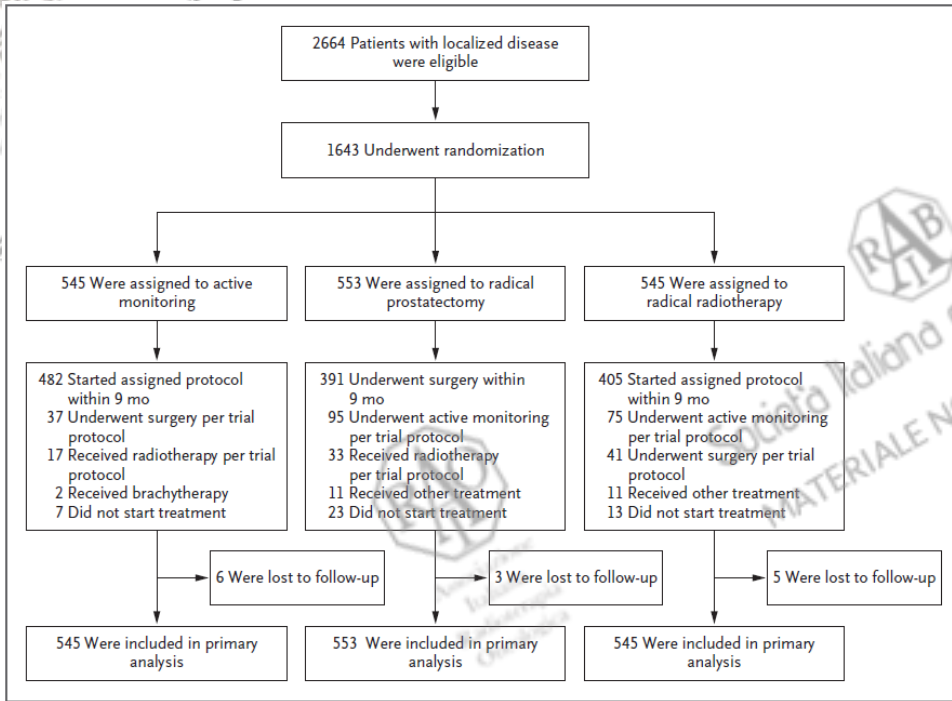 2664 Patients with localized disease
were eligible
1643 Underwent randomization
545 Were assigned to active
monitoring
553 Were assigned to radical
prostatectomy
545 Were assigned to
radical radiotherapy
482 Started assigned protocol
within 9 mo
37 Underwent surgery per trial
protocol
17 Received radiotherapy per trial
protocol
2 Received brachytherapy
7 Did not start treatment
391 Underwent surgery within
9 mo
95 Underwent active monitoring
per trial protocol
33 Received radiotherapy
per trial protocol
11 Received other treatment
23 Did not start treatment
405 Started assigned protocol
within 9 mo
75 Underwent active monitoring
per trial protocol
41 Underwent surgery per trial
protocol
11 Received other treatment
13 Did not start treatment
6 Were lost to follow-up
3 Were lost to follow-up
5 Were lost to follow-up
545 Were included in primary
analysis
553 Were included in primary
analysis
545 Were included in primary
analysis
Società Italiana
MATERIALE
Associazione
Italiana
Radioterapia
Oncologica